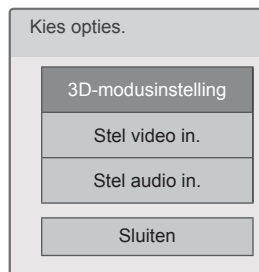 Kies opties.
3D-modusinstelling
Stel video in.
Stel audio in.
Sluiten